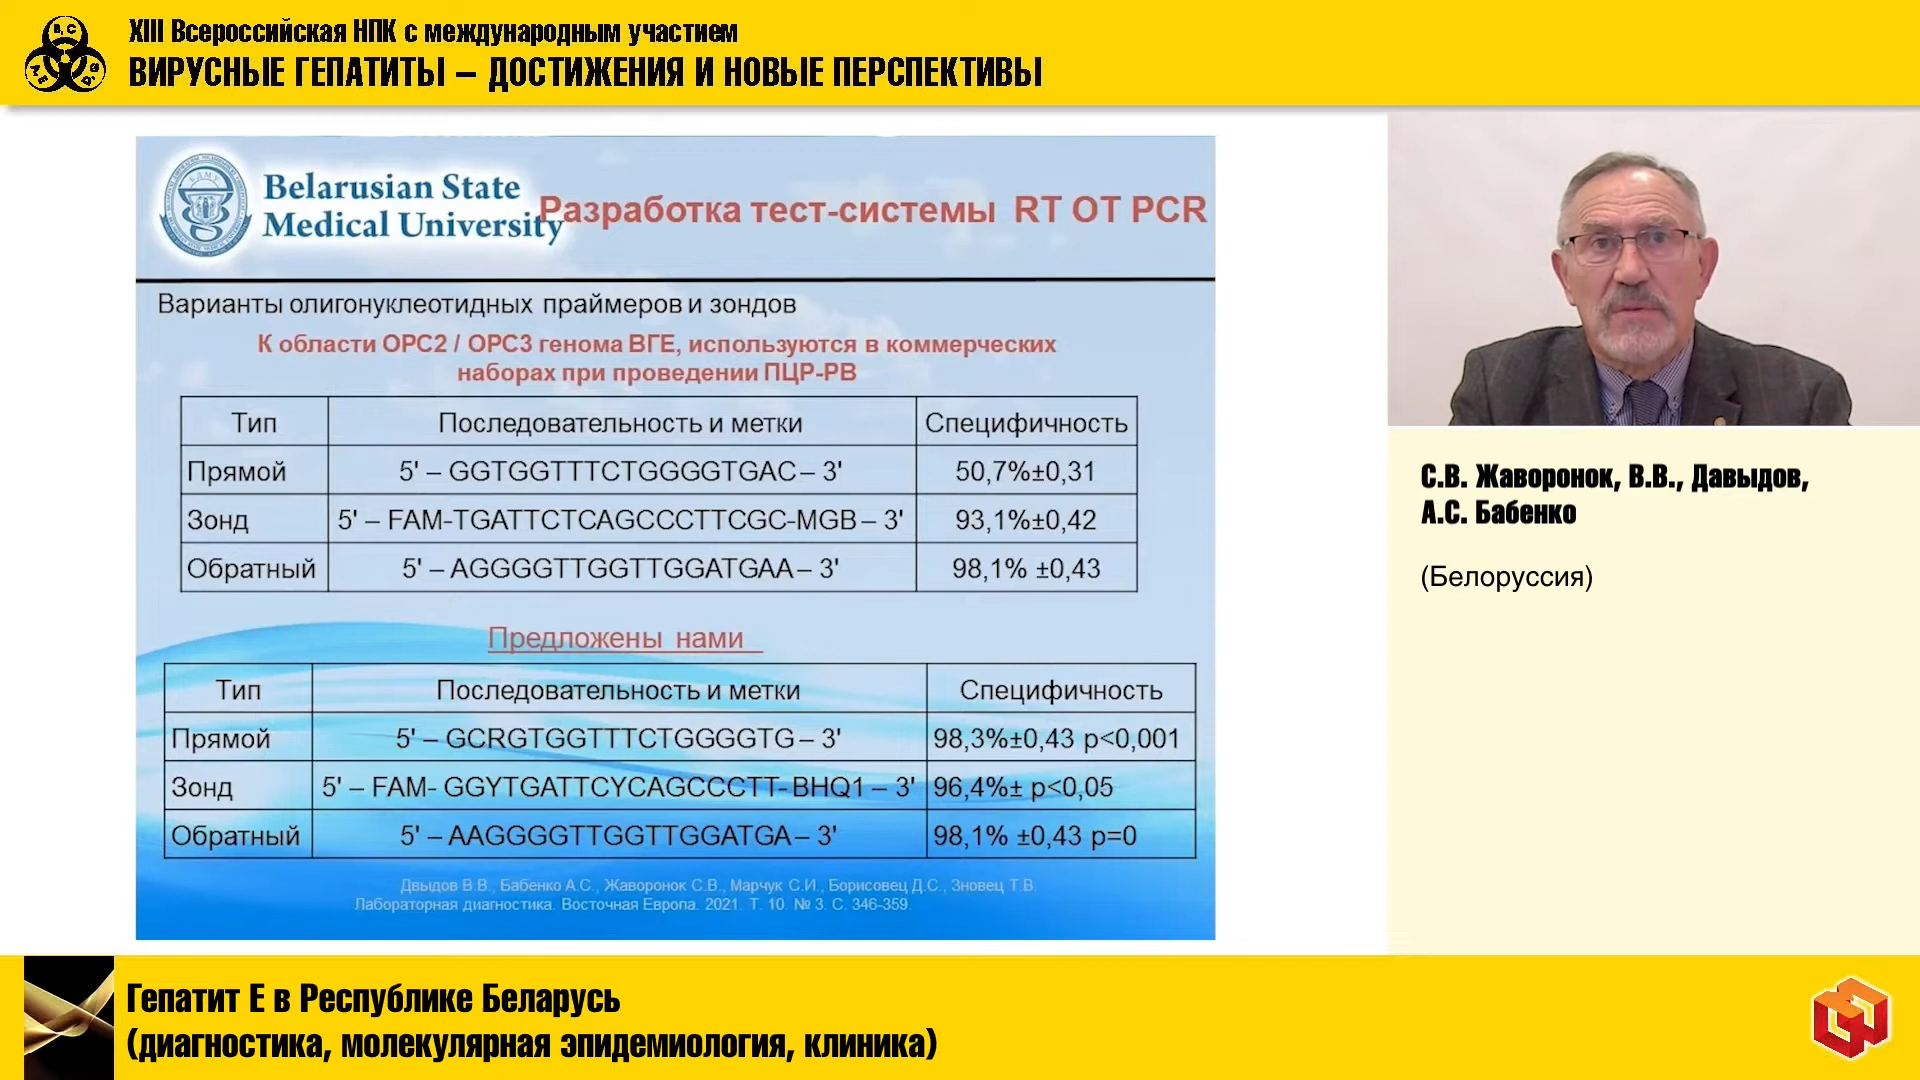 XIII Всероссийская НПК с международным участием
ВИРУСНЫЕ ГЕПАТИТЫ – ДОСТИЖЕНИЯ И НОВЫЕ ПЕРСПЕКТИВЫ
Belarusian State
Medical University
Разработка тест-системы RT ОТ PCR
Варианты олигонуклеотидных праймеров и зондов
К области ОРС2 / ОРС3 генома ВГЕ, используются в коммерческих
наборах при проведении ПЦР-РВ
Тип Последовательность и метки Специфичность
Прямой 5' – GGTGGTTTCTGGGGTGAC – 3' 50,7%±0,31
Зонд 5' – FAM-TGATTCTCAGCCCTTCGC-MGB – 3' 93,1%±0,42
Обратный 5' – AGGGGTTGGTTGGATGAA – 3' 98,1% ±0,43
Предложены нами
Тип Последовательность и метки Специфичность
Прямой 5' – GCRGTGGTTTCTGGGGTG – 3' 98,3%±0,43 p<0,001
Зонд 5' – FAM- GGYTGATTCYCAGCCCTT- BHQ1 – 3' 96,4%± p<0,05
Обратный 5' – AAGGGGTTGGTTGGATGA – 3' 98,1% ±0,43 p=0
Двыдов В.В., Бабенко А.С., Жаворонок С.В., Марчук С.И., Борисовец Д.С., Зновец Т.В.
Лабораторная диагностика. Восточная Европа. 2021. Т. 10. № 3. С. 346-359.
С.В. Жаворонок, В.В., Давыдов,
А.С. Бабенко
(Белоруссия)
Гепатит Е в Республике Беларусь
(диагностика, молекулярная эпидемиология, клиника)